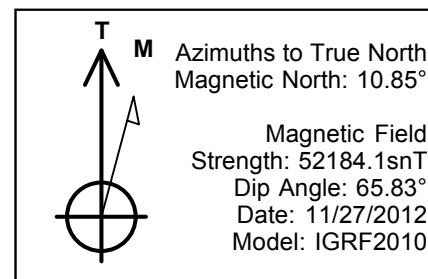 T
M
Azimuths to True North
Magnetic North: 10.85°
Magnetic Field
Strength: 52184.1snT
Dip Angle: 65.83°
Date: 11/27/2012
Model: IGRF2010